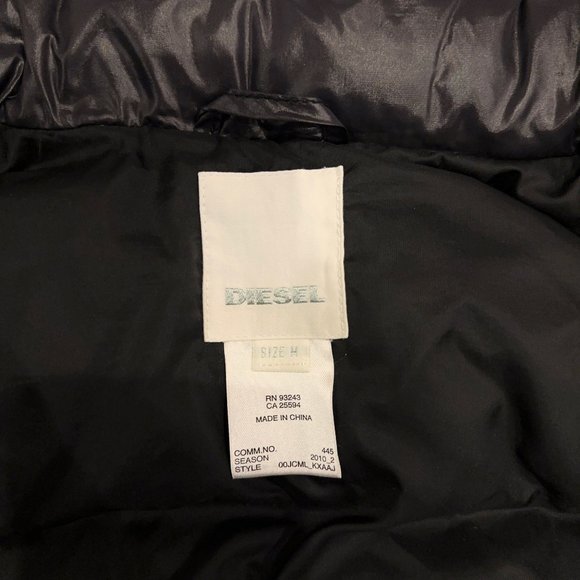 DIESEL
SIZE M
RN 93243
CA 25594
MADE IN CHINA
COMM.NO. 445
SEASON 2010_2
STYLE 00JCML_KXAAJ